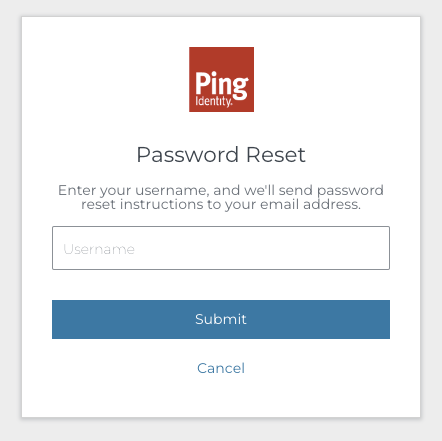 Ping
Identity.
Password Reset
Enter your username, and we'll send password
reset instructions to your email address.
Username
Submit
Cancel